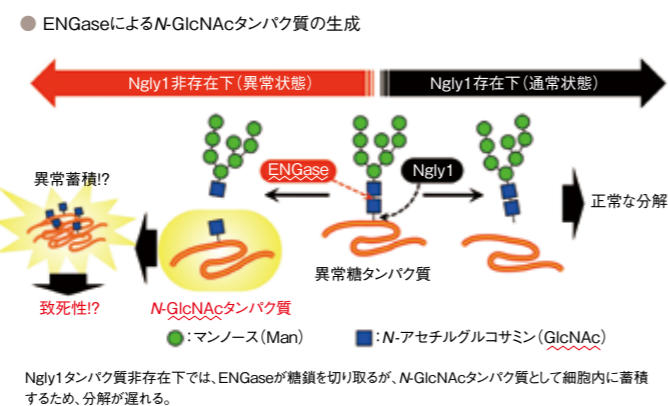 ● ENGaseによるN-GlcNAcタンパク質の生成
Ngly1非存在下（異常状態）
Ngly1存在下（通常状態）
異常蓄積!?
ENGase
Ngly1
正常な分解
異常糖タンパク質
致死性!?
N-GlcNAcタンパク質
：マンノース（Man）
：N-アセチルグルコサミン（GlcNAc）
Ngly1タンパク質非存在下では、ENGaseが糖鎖を切り取るが、N-GlcNAcタンパク質として細胞内に蓄積
するため、分解が遅れる。